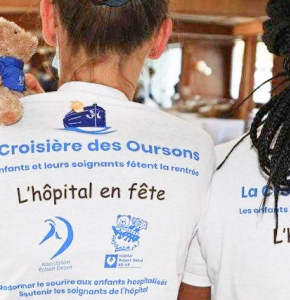 Croisière des Oursons
enfants et leurs soignants fêtent la rentrée
L'hôpital en fête
Association
Robert Debré
Hôpital
Robert Debré
AP-HP
Redonner le sourire aux enfants hospitalisés
Soutenir les soignants de l'hôpital
La C
Les enfants et
L'h